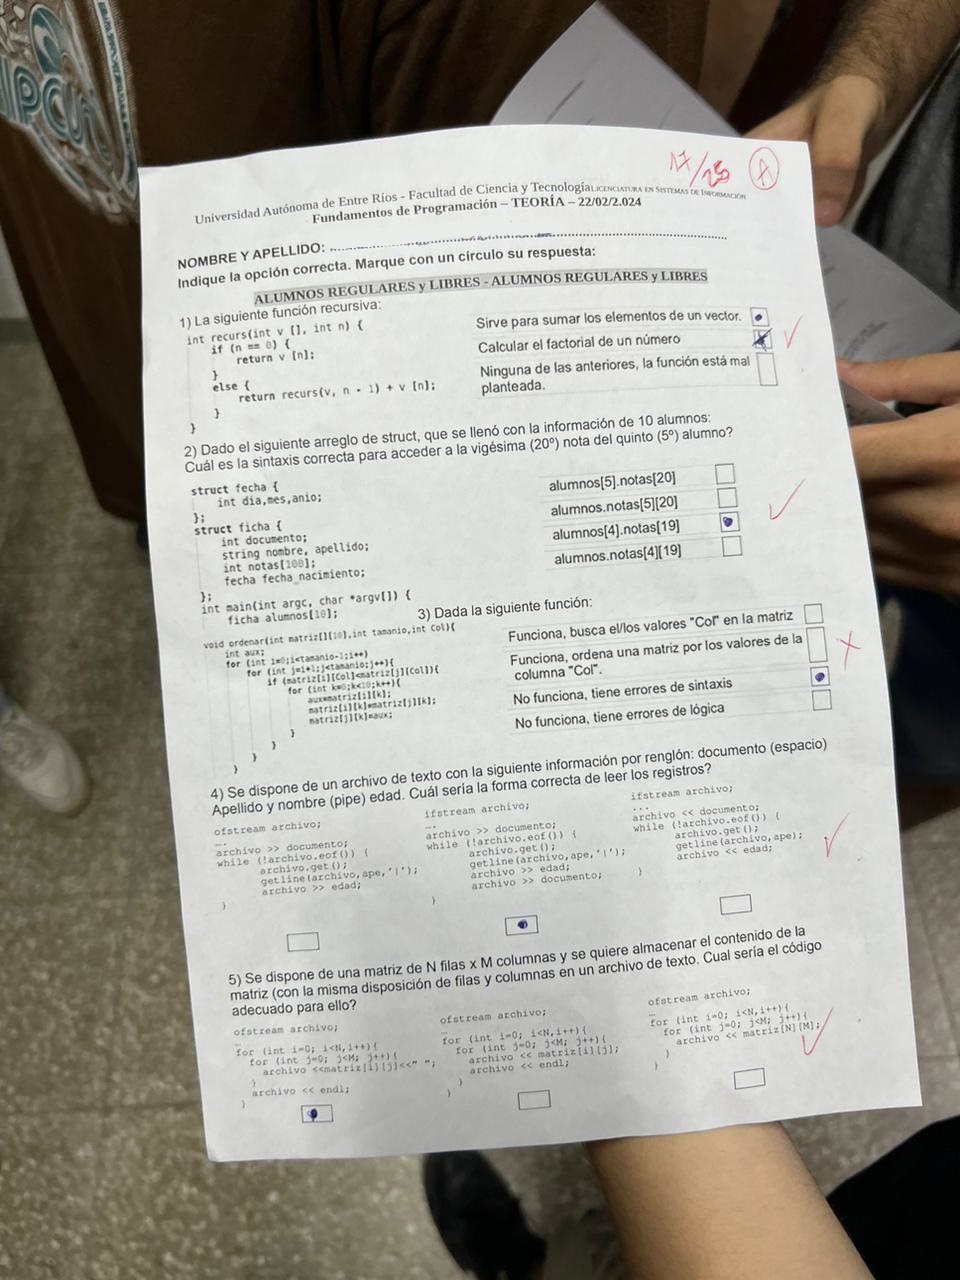 17/25 A
Universidad Autónoma de Entre Ríos - Facultad de Ciencia y TecnologíaLICENCIATURA EN SISTEMAS DE INFORMACIÓN
Fundamentos de Programación – TEORÍA – 22/02/2.024
NOMBRE Y APELLIDO:
Indique la opción correcta. Marque con un círculo su respuesta:
ALUMNOS REGULARES y LIBRES - ALUMNOS REGULARES y LIBRES
1) La siguiente función recursiva:
int recurs(int v [], int n) {
if (n == 0) {
return v [n];
}
else {
return recurs(v, n - 1) + v [n];
}
}
Sirve para sumar los elementos de un vector.
Calcular el factorial de un número
Ninguna de las anteriores, la función está mal
planteada.
2) Dado el siguiente arreglo de struct, que se llenó con la información de 10 alumnos:
Cuál es la sintaxis correcta para acceder a la vigésima (20º) nota del quinto (5º) alumno?
struct fecha {
int dia,mes,anio;
};
struct ficha {
int documento;
string nombre, apellido;
int notas[100];
fecha fecha_nacimiento;
};
int main(int argc, char *argv[]) {
ficha alumnos[10];
alumnos[5].notas[20]
alumnos.notas[5][20]
alumnos[4].notas[19]
alumnos.notas[4][19]
3) Dada la siguiente función:
void ordenar(int matriz[][10],int tamanio,int Col){
int aux;
for (int i=0;i<tamanio-1;i++)
for (int j=i+1;j<tamanio;j++){
if (matriz[i][Col]<matriz[j][Col]){
for (int k=0;k<10;k++){
aux=matriz[i][k];
matriz[i][k]=matriz[j][k];
matriz[j][k]=aux;
}
}
}
}
Funciona, busca el/los valores "Col" en la matriz
Funciona, ordena una matriz por los valores de la
columna "Col".
No funciona, tiene errores de sintaxis
No funciona, tiene errores de lógica
4) Se dispone de un archivo de texto con la siguiente información por renglón: documento (espacio)
Apellido y nombre (pipe) edad. Cuál sería la forma correcta de leer los registros?
ofstream archivo;
…
archivo >> documento;
while (!archivo.eof()) {
archivo.get();
getline(archivo,ape,'|');
archivo >> edad;
}
ifstream archivo;
…
archivo >> documento;
while (!archivo.eof()) {
archivo.get();
getline(archivo,ape,'|');
archivo >> edad;
archivo >> documento;
}
ifstream archivo;
...
archivo << documento;
while (!archivo.eof()) {
archivo.get();
getline(archivo,ape);
archivo << edad;
}
5) Se dispone de una matriz de N filas x M columnas y se quiere almacenar el contenido de la
matriz (con la misma disposición de filas y columnas en un archivo de texto. Cual sería el código
adecuado para ello?
ofstream archivo;
…
for (int i=0; i<N,i++){
for (int j=0; j<M; j++){
archivo <<matriz[i][j]<<" ";
}
archivo << endl;
}
ofstream archivo;
…
for (int i=0; i<N,i++){
for (int j=0; j<M; j++){
archivo << matriz[i][j];
archivo << endl;
}
}
ofstream archivo;
…
for (int i=0; i<N,i++){
for (int j=0; j<M; j++){
archivo << matriz[N][M];
}
}